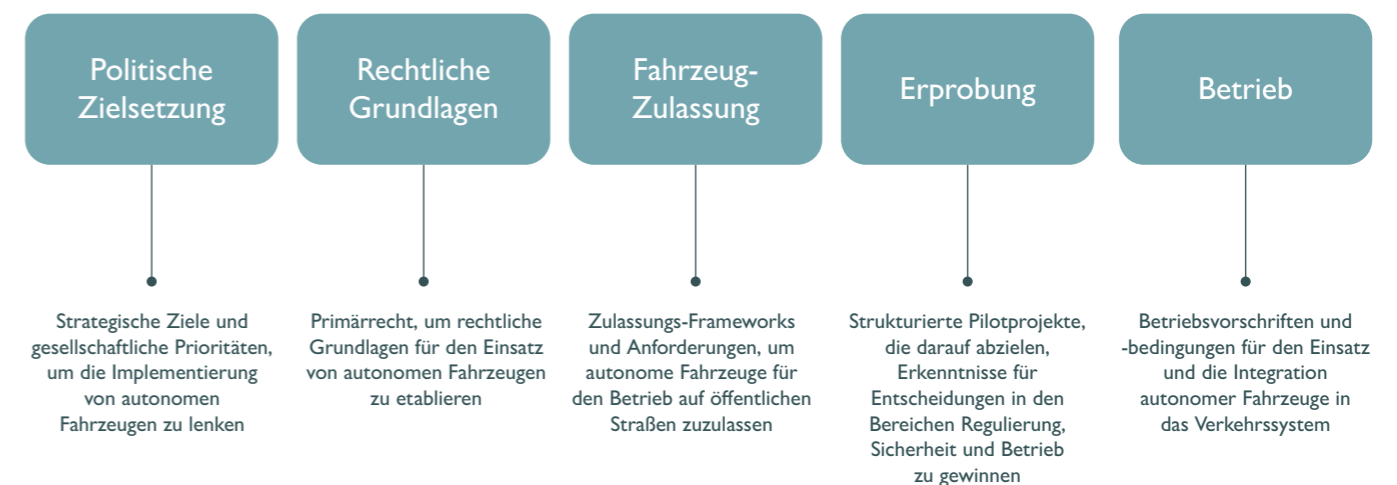 Politische
Zielsetzung
Rechtliche
Grundlagen
Fahrzeug-
Zulassung
Erprobung
Betrieb
Strategische Ziele und
gesellschaftliche Prioritäten,
um die Implementierung
von autonomen
Fahrzeugen zu lenken
Primärrecht, um rechtliche
Grundlagen für den Einsatz
von autonomen Fahrzeugen
zu etablieren
Zulassungs-Frameworks
und Anforderungen, um
autonome Fahrzeuge für
den Betrieb auf öffentlichen
Straßen zuzulassen
Strukturierte Pilotprojekte,
die darauf abzielen,
Erkenntnisse für
Entscheidungen in den
Bereichen Regulierung,
Sicherheit und Betrieb
zu gewinnen
Betriebsvorschriften und
-bedingungen für den Einsatz
und die Integration
autonomer Fahrzeuge in
das Verkehrssystem